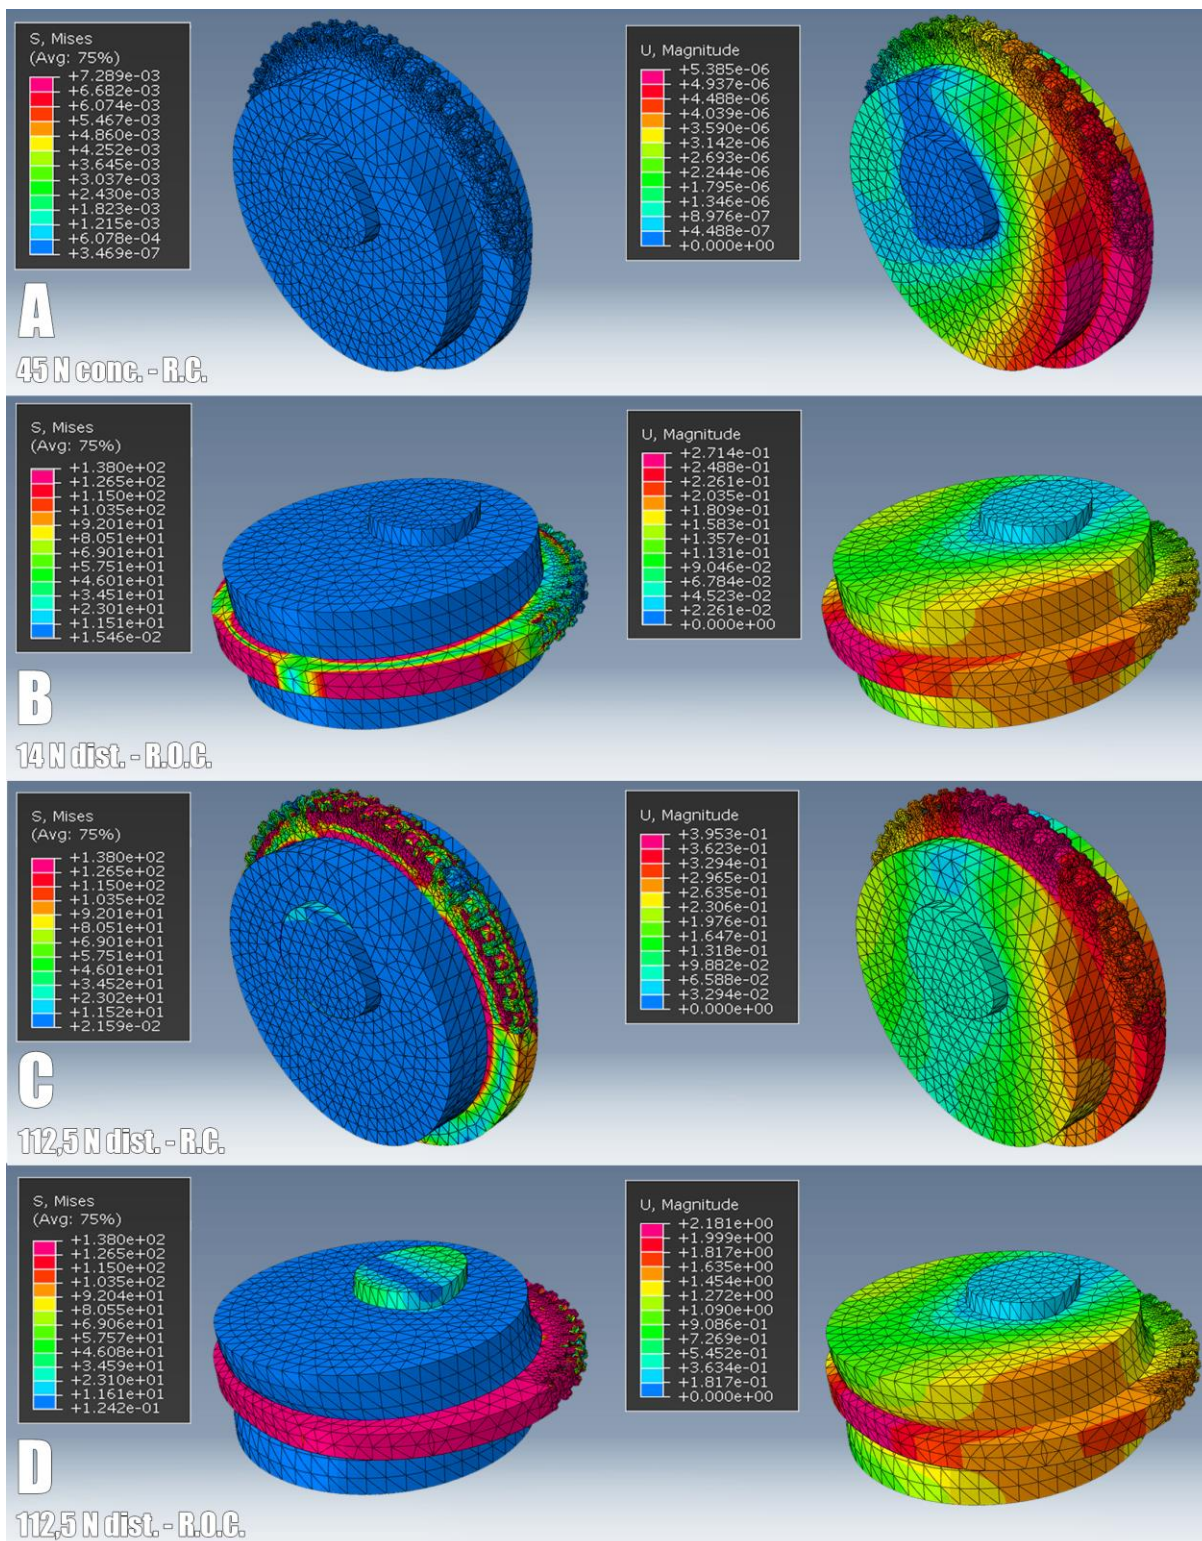 S, Mises
(Avg: 75%)
+7.289e-03
+6.682e-03
+6.074e-03
+5.467e-03
+4.860e-03
+4.252e-03
+3.645e-03
+3.037e-03
+2.430e-03
+1.823e-03
+1.215e-03
+6.078e-04
+3.469e-07
U, Magnitude
+5.385e-06
+4.937e-06
+4.488e-06
+4.039e-06
+3.590e-06
+3.142e-06
+2.693e-06
+2.244e-06
+1.795e-06
+1.346e-06
+8.976e-07
+4.488e-07
+0.000e+00
A
45 N conc. - R.C.
S, Mises
(Avg: 75%)
+1.380e+02
+1.265e+02
+1.150e+02
+1.035e+02
+9.201e+01
+8.051e+01
+6.901e+01
+5.751e+01
+4.601e+01
+3.451e+01
+2.301e+01
+1.151e+01
+1.546e-02
U, Magnitude
+2.714e-01
+2.488e-01
+2.261e-01
+2.035e-01
+1.809e-01
+1.583e-01
+1.357e-01
+1.131e-01
+9.046e-02
+6.784e-02
+4.523e-02
+2.261e-02
+0.000e+00
B
14 N dist. - R.O.C.
S, Mises
(Avg: 75%)
+1.380e+02
+1.265e+02
+1.150e+02
+1.035e+02
+9.201e+01
+8.051e+01
+6.901e+01
+5.751e+01
+4.601e+01
+3.452e+01
+2.302e+01
+1.152e+01
+2.159e-02
U, Magnitude
+3.953e-01
+3.623e-01
+3.294e-01
+2.965e-01
+2.635e-01
+2.306e-01
+1.976e-01
+1.647e-01
+1.318e-01
+9.882e-02
+6.588e-02
+3.294e-02
+0.000e+00
C
112,5 N dist. - R.C.
S, Mises
(Avg: 75%)
+1.380e+02
+1.265e+02
+1.150e+02
+1.035e+02
+9.204e+01
+8.055e+01
+6.906e+01
+5.757e+01
+4.608e+01
+3.459e+01
+2.310e+01
+1.161e+01
+1.242e-01
U, Magnitude
+2.181e+00
+1.999e+00
+1.817e+00
+1.635e+00
+1.454e+00
+1.272e+00
+1.090e+00
+9.086e-01
+7.269e-01
+5.452e-01
+3.634e-01
+1.817e-01
+0.000e+00
D
112,5 N dist. - R.O.C.